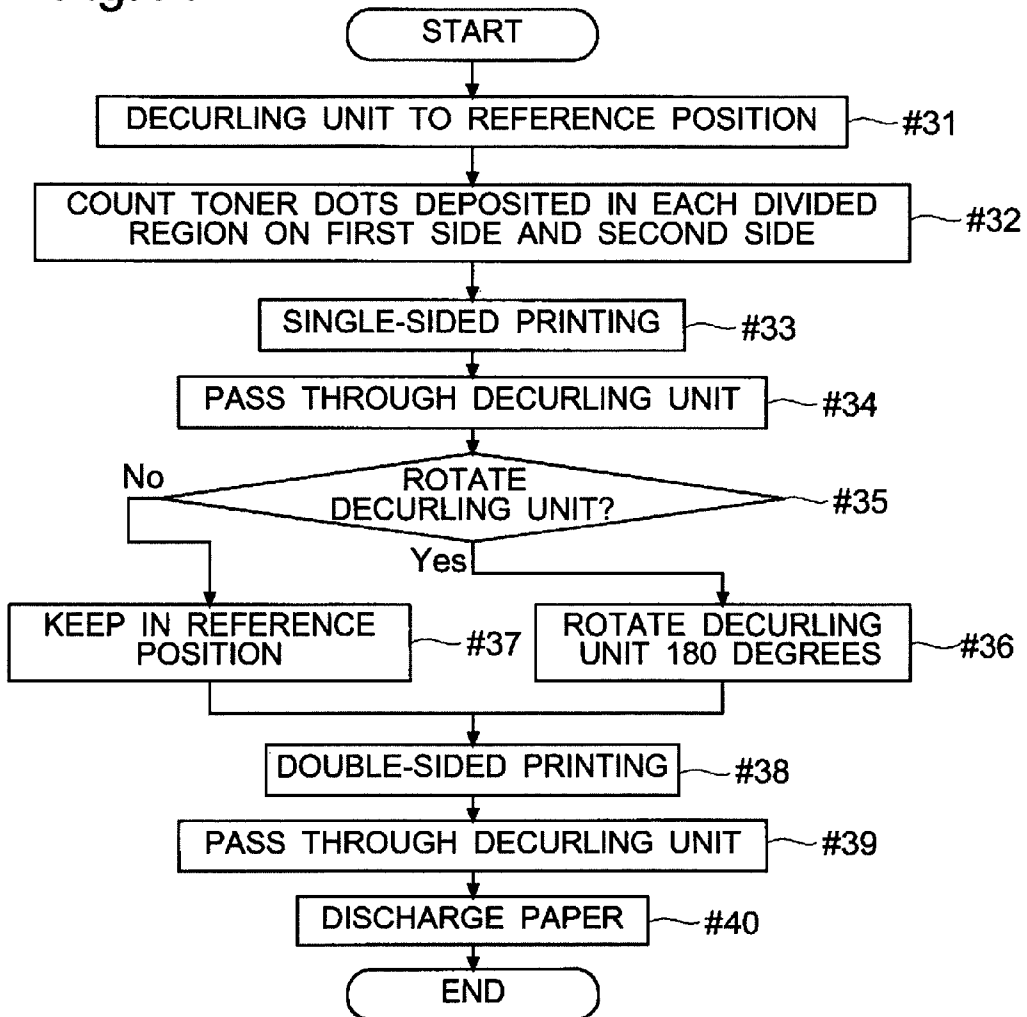 START
DECURLING UNIT TO REFERENCE POSITION
#31
COUNT TONER DOTS DEPOSITED IN EACH DIVIDED
REGION ON FIRST SIDE AND SECOND SIDE
#32
SINGLE-SIDED PRINTING
#33
PASS THROUGH DECURLING UNIT
#34
ROTATE
DECURLING UNIT?
#35
No
Yes
KEEP IN REFERENCE
POSITION
#37
ROTATE DECURLING
UNIT 180 DEGREES
#36
DOUBLE-SIDED PRINTING
#38
PASS THROUGH DECURLING UNIT
#39
DISCHARGE PAPER
#40
END